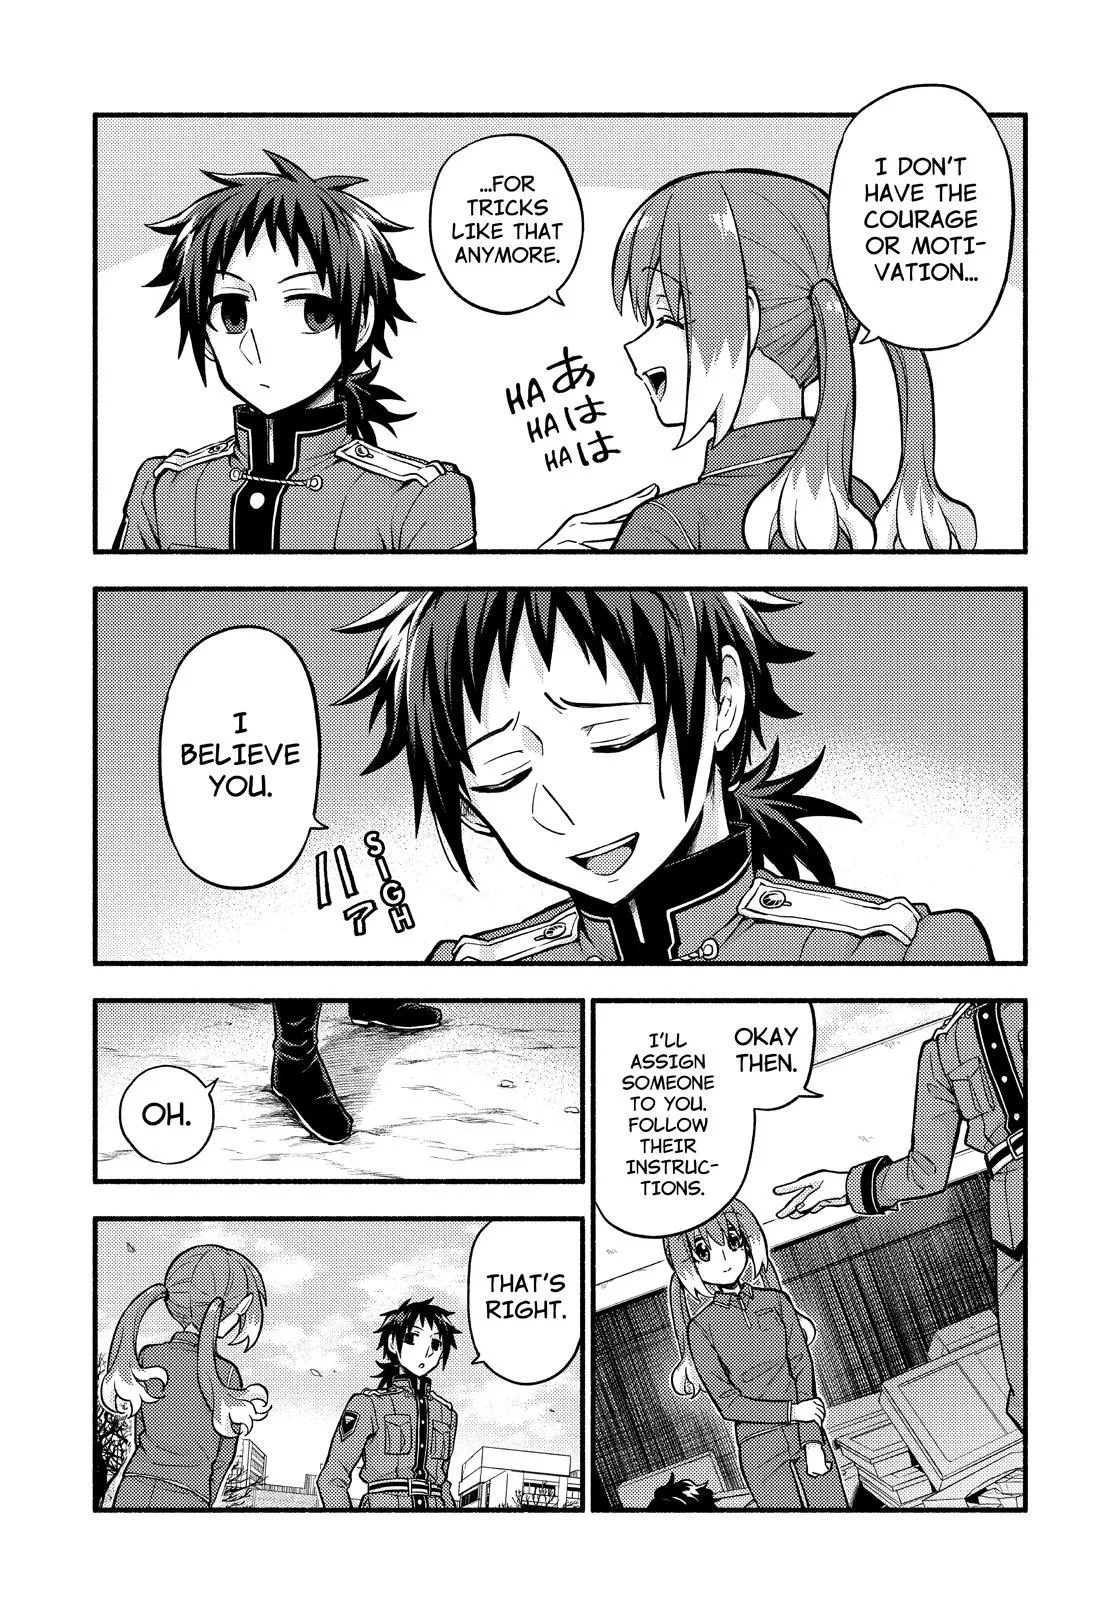 I DON'T
HAVE THE
COURAGE
OR MOTI-
VATION...
...FOR
TRICKS
LIKE THAT
ANYMORE.
あはは
HA
HA
HA
I
BELIEVE
YOU.
ハァ
SIGH
OKAY
THEN.
I'LL
ASSIGN
SOMEONE
TO YOU.
FOLLOW
THEIR
INSTRUC-
TIONS.
OH.
THAT'S
RIGHT.